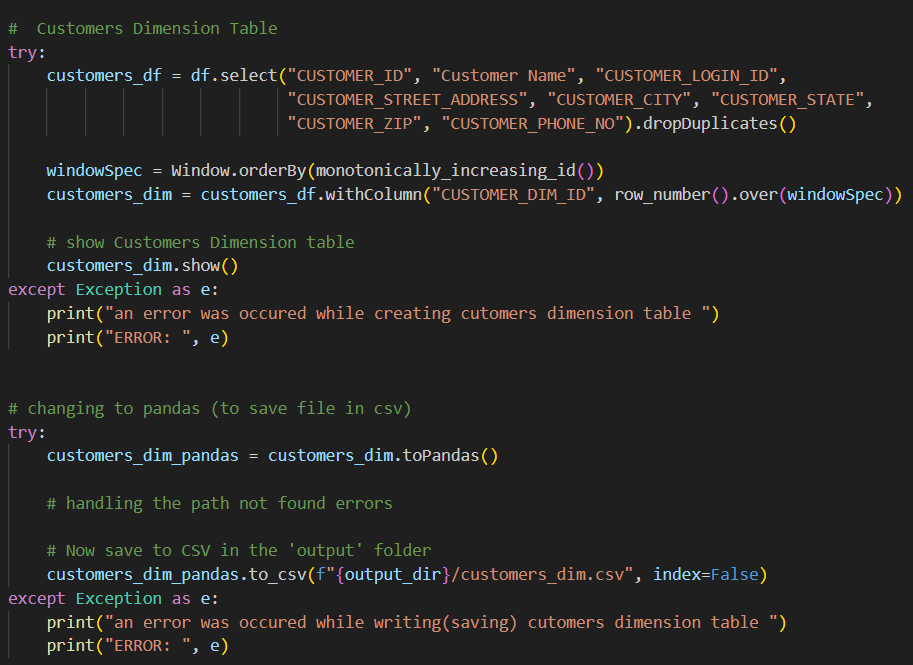 #  Customers Dimension Table
try:
    customers_df = df.select("CUSTOMER_ID", "Customer Name", "CUSTOMER_LOGIN_ID",
                             "CUSTOMER_STREET_ADDRESS", "CUSTOMER_CITY", "CUSTOMER_STATE",
                             "CUSTOMER_ZIP", "CUSTOMER_PHONE_NO").dropDuplicates()

    windowSpec = Window.orderBy(monotonically_increasing_id())
    customers_dim = customers_df.withColumn("CUSTOMER_DIM_ID", row_number().over(windowSpec))

    # show Customers Dimension table
    customers_dim.show()
except Exception as e:
    print("an error was occured while creating cutomers dimension table ")
    print("ERROR: ", e)


# changing to pandas (to save file in csv)
try:
    customers_dim_pandas = customers_dim.toPandas()

    # handling the path not found errors

    # Now save to CSV in the 'output' folder
    customers_dim_pandas.to_csv(f"{output_dir}/customers_dim.csv", index=False)
except Exception as e:
    print("an error was occured while writing(saving) cutomers dimension table ")
    print("ERROR: ", e)